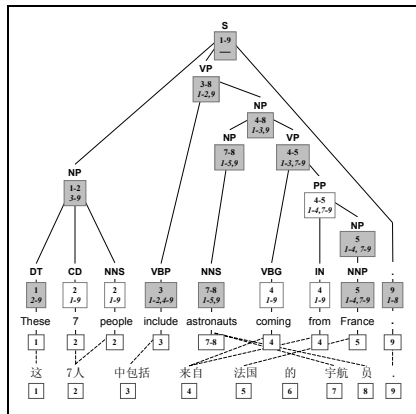 S
1-9
VP
3-8
1-2,9
NP
4-8
1-3,9
NP VP
7-8 4-5
1-5,9 1-3,7-9
PP
4-5
1-4,7-9
NP
1-2
3-9
NP
5
1-4, 7-9
DT CD NNS VBP NNS VBG IN NNP .
1 2 2 3 7-8 4 4 5 9
2-9 1-9 1-9 1-2,4-9 1-5,9 1-9 1-9 1-4,7-9 1-8
These 7 people include astronauts coming from France .
1 2 2 3 7-8 4 4 5 9
这 7人 中包括 来自 法国 的 宇航 员 .
1 2 3 4 5 6 7 8 9